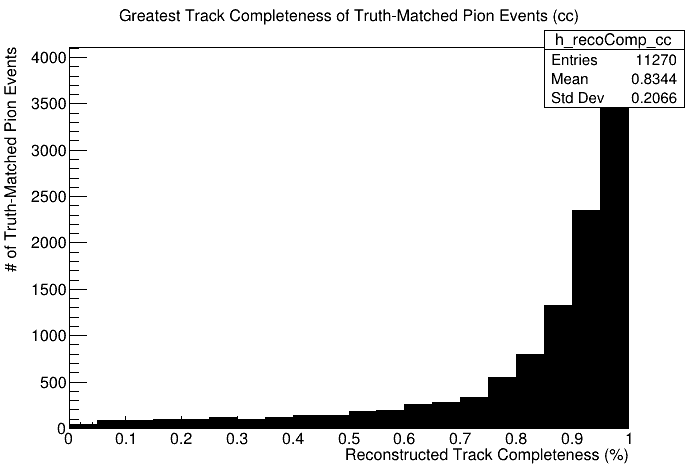 Greatest Track Completeness of Truth-Matched Pion Events (cc)
h_recoComp_cc
Entries 11270
Mean 0.8344
Std Dev 0.2066
# of Truth-Matched Pion Events
4000
3500
3000
2500
2000
1500
1000
500
0
0 0.1 0.2 0.3 0.4 0.5 0.6 0.7 0.8 0.9 1
Reconstructed Track Completeness (%)